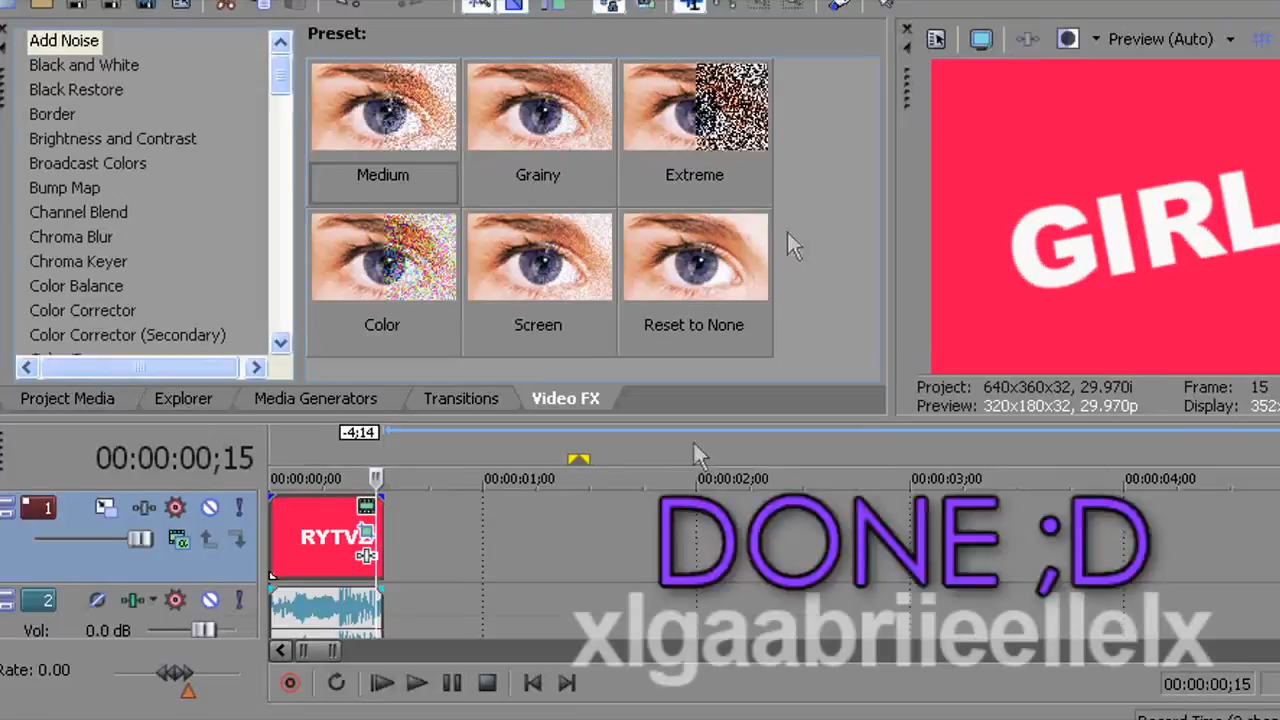 Add Noise
Black and White
Black Restore
Border
Brightness and Contrast
Broadcast Colors
Bump Map
Channel Blend
Chroma Blur
Chroma Keyer
Color Balance
Color Corrector
Color Corrector (Secondary)
Preset:
Medium
Grainy
Extreme
Color
Screen
Reset to None
Project Media
Explorer
Media Generators
Transitions
Video FX
Preview (Auto)
GIRL
Project: 640x360x32, 29.970i
Frame: 15
Preview: 320x180x32, 29.970p
Display: 352x
-4;14
00:00:00;15
00:00:00;00
00:00:01;00
00:00:02;00
00:00:03;00
00:00:04;00
1
2
Vol: 0.0 dB
Rate: 0.00
DONE ;D
xlgaabriieellelx
00:00:00;15